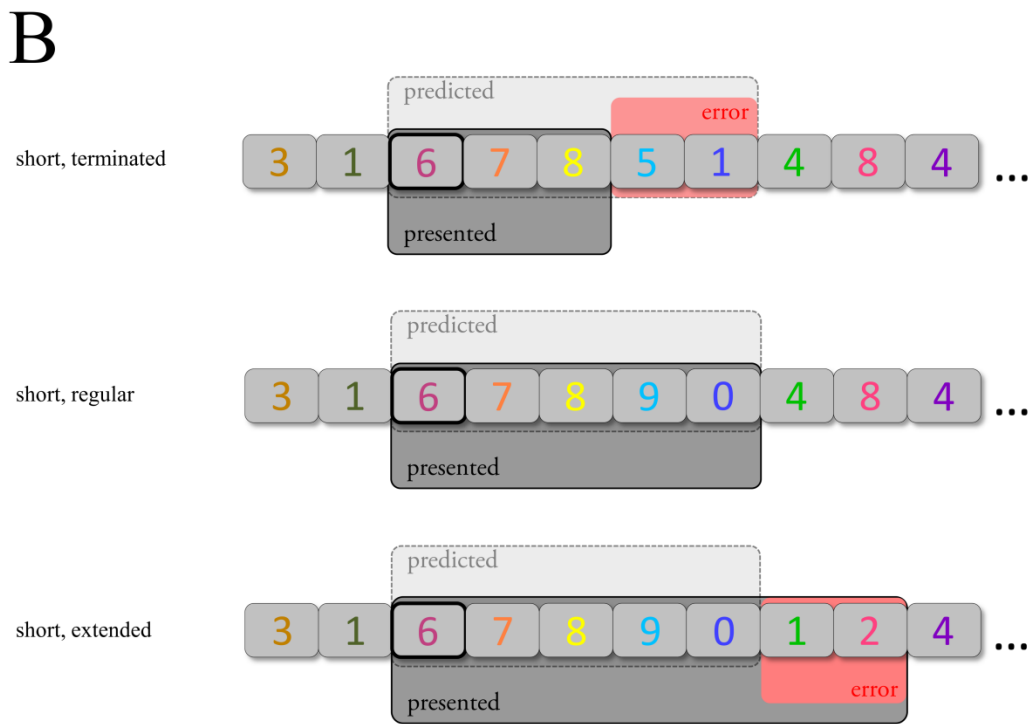 B
predicted
error
short, terminated 3 1 6 7 8 5 1 4 8 4 ...
presented
predicted
short, regular 3 1 6 7 8 9 0 4 8 4 ...
presented
predicted
short, extended 3 1 6 7 8 9 0 1 2 4 ...
error
presented